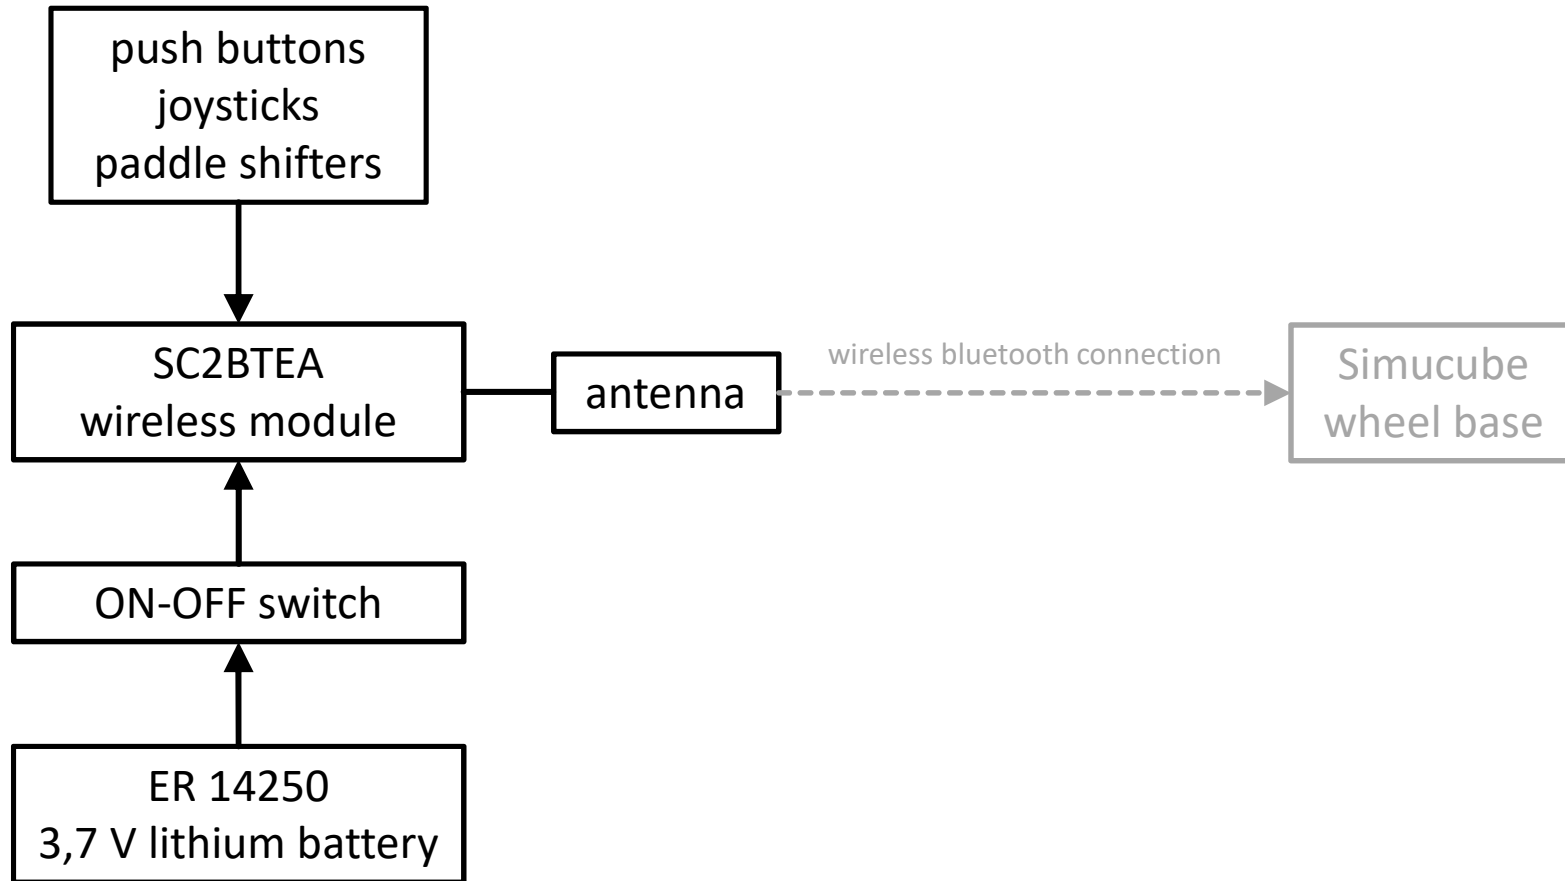 push buttons
joysticks
paddle shifters
SC2BTEA
wireless module
antenna
wireless bluetooth connection
Simucube
wheel base
ON-OFF switch
ER 14250
3,7 V lithium battery